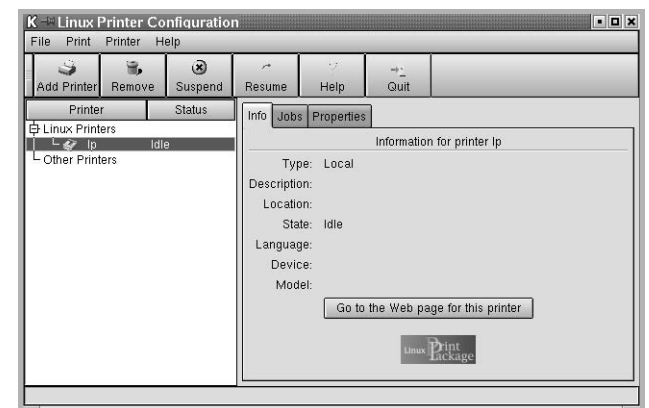 Linux Printer Configuration
File Print Printer Help
Add Printer Remove Suspend Resume Help Quit
Printer Status
Linux Printers
lp Idle
Other Printers
Info Jobs Properties
Information for printer lp
Type: Local
Description:
Location:
State: Idle
Language:
Device:
Model:
Go to the Web page for this printer
Linux Print Package